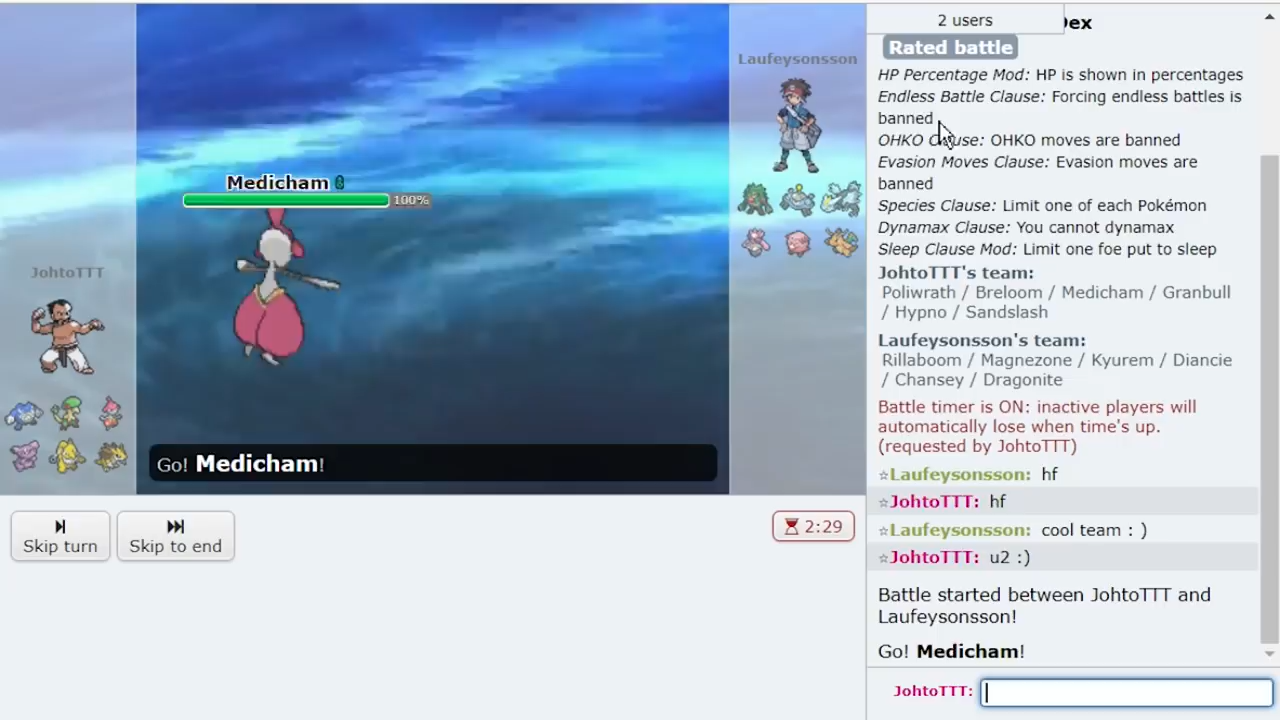 2 users
Dex
Rated battle
HP Percentage Mod: HP is shown in percentages
Endless Battle Clause: Forcing endless battles is
banned
OHKO Clause: OHKO moves are banned
Evasion Moves Clause: Evasion moves are
banned
Species Clause: Limit one of each Pokémon
Dynamax Clause: You cannot dynamax
Sleep Clause Mod: Limit one foe put to sleep
JohtoTTT's team:
Poliwrath / Breloom / Medicham / Granbull
/ Hypno / Sandslash
Laufeysonsson's team:
Rillaboom / Magnezone / Kyurem / Diancie
/ Chansey / Dragonite
Battle timer is ON: inactive players will
automatically lose when time's up.
(requested by JohtoTTT)
☆Laufeysonsson: hf
☆JohtoTTT: hf
☆Laufeysonsson: cool team : )
☆JohtoTTT: u2 :)
Battle started between JohtoTTT and
Laufeysonsson!
Go! Medicham!
JohtoTTT:
Laufeysonsson
Medicham
100%
JohtoTTT
Go! Medicham!
Skip turn
Skip to end
2:29